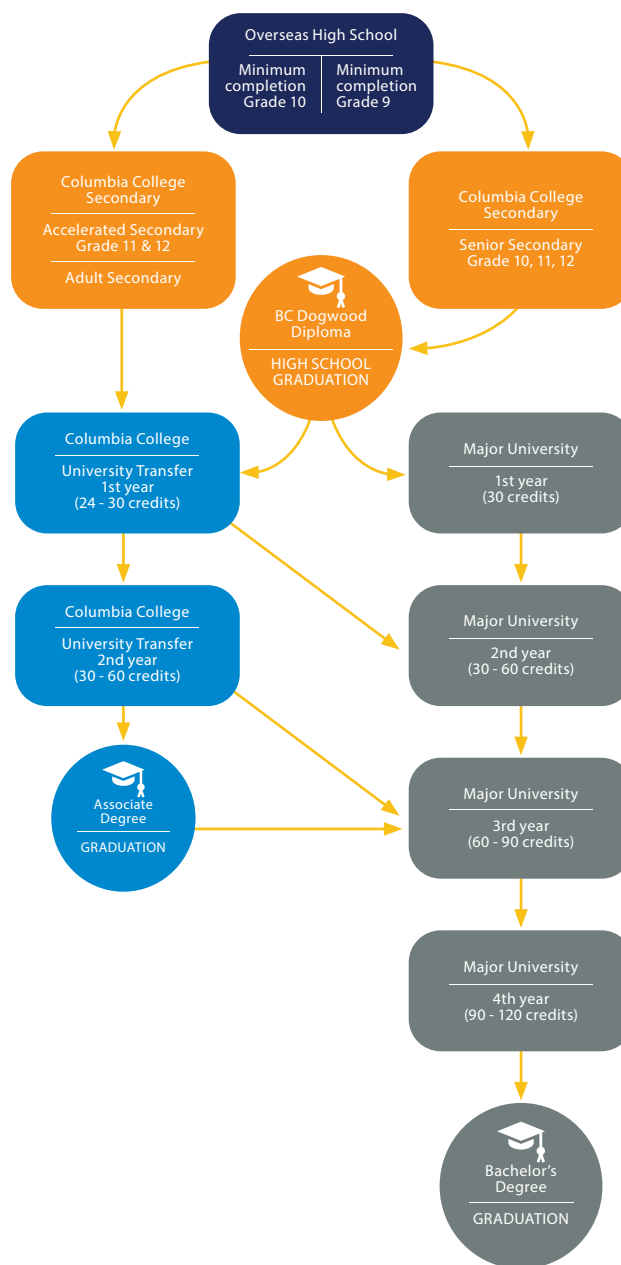 Overseas High School
Minimum
completion
Grade 10
Minimum
completion
Grade 9
Columbia College
Secondary
Accelerated Secondary
Grade 11 & 12
Adult Secondary
Columbia College
Secondary
Senior Secondary
Grade 10, 11, 12
BC Dogwood
Diploma
HIGH SCHOOL
GRADUATION
Columbia College
University Transfer
1st year
(24 - 30 credits)
Major University
1st year
(30 credits)
Columbia College
University Transfer
2nd year
(30 - 60 credits)
Major University
2nd year
(30 - 60 credits)
Associate
Degree
GRADUATION
Major University
3rd year
(60 - 90 credits)
Major University
4th year
(90 - 120 credits)
Bachelor's
Degree
GRADUATION